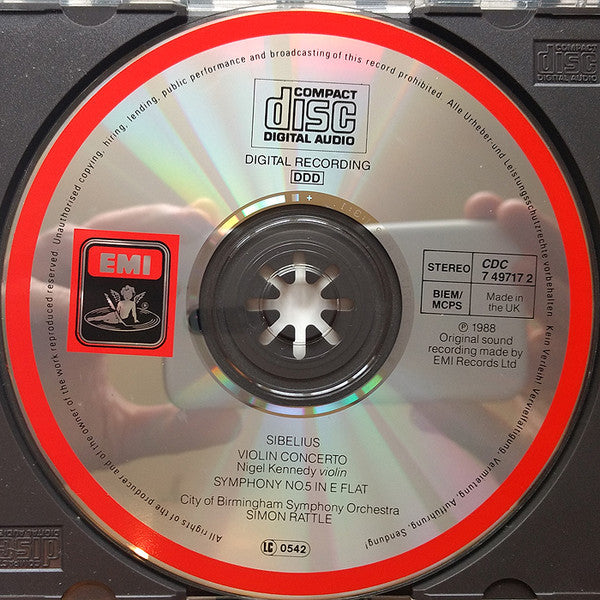 COMPACT
disc
DIGITAL AUDIO
DIGITAL RECORDING
DDD
EMI
STEREO
CDC
7 49717 2
BIEM/
MCPS
Made in
the UK
℗ 1988
Original sound
recording made by
EMI Records Ltd
SIBELIUS
VIOLIN CONCERTO
Nigel Kennedy violin
SYMPHONY NO.5 IN E FLAT
City of Birmingham Symphony Orchestra
SIMON RATTLE
LC 0542
All rights of the producer and of the owner of the work reproduced reserved. Unauthorised copying, hiring, lending, public performance and broadcasting of this record prohibited. Alle Urheber-und Leistungsschutzrechte vorbehalten. Kein Verleih! Vervielfältigung, Vermietung, Aufführung, Sendung!
COMPACT
disc
DIGITAL AUDIO